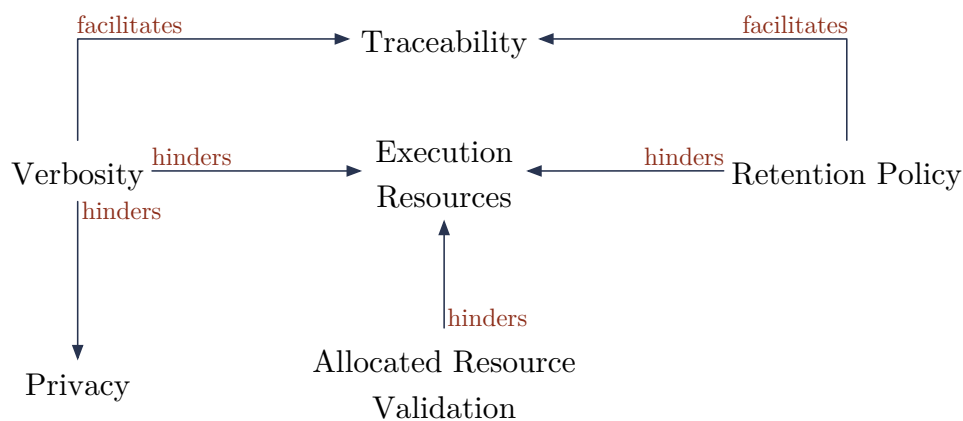 facilitates
facilitates
Traceability
Execution
Resources
Verbosity
hinders
hinders
Retention Policy
hinders
hinders
Allocated Resource
Validation
Privacy